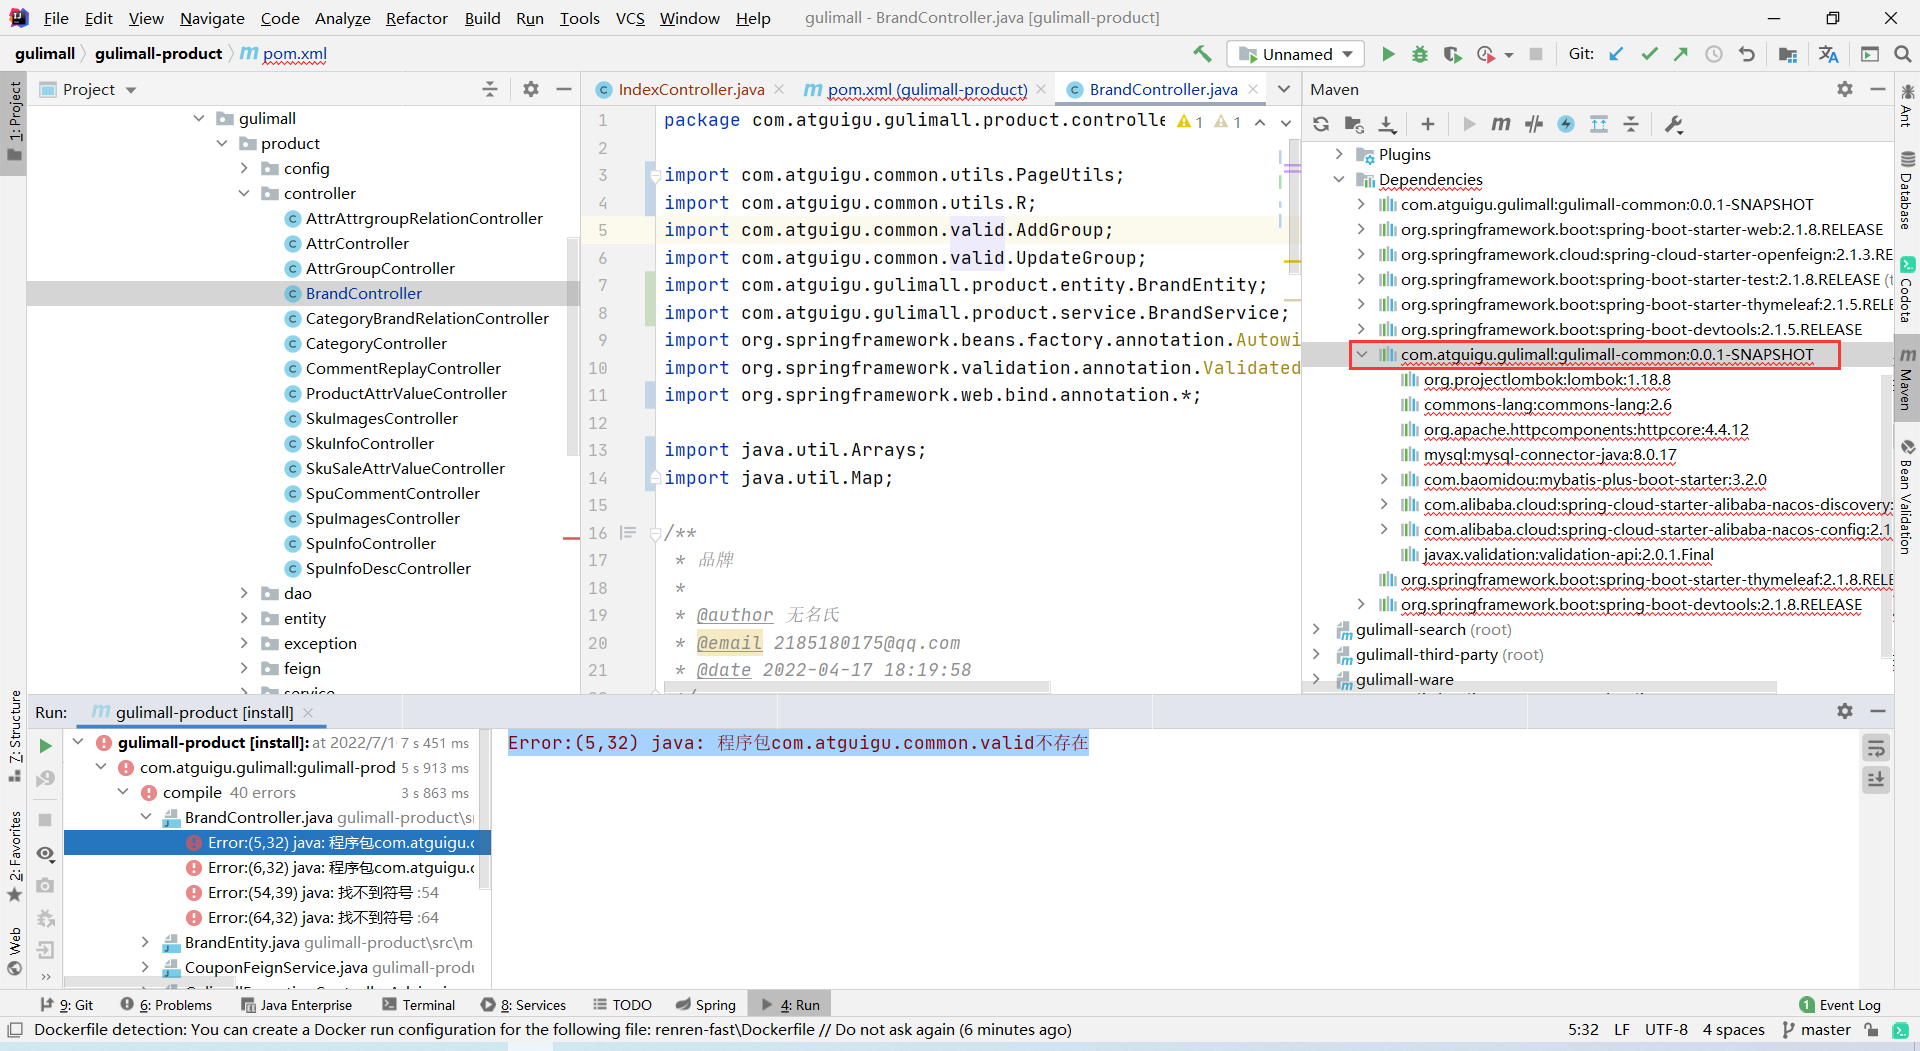 File Edit View Navigate Code Analyze Refactor Build Run Tools VCS Window Help gulimall - BrandController.java [gulimall-product]
gulimall gulimall-product pom.xml
Unnamed Git:
1: Project
Project
gulimall
product
config
controller
AttrAttrgroupRelationController
AttrController
AttrGroupController
BrandController
CategoryBrandRelationController
CategoryController
CommentReplayController
ProductAttrValueController
SkuImagesController
SkuInfoController
SkuSaleAttrValueController
SpuCommentController
SpuImagesController
SpuInfoController
SpuInfoDescController
dao
entity
exception
feign
service
IndexController.java pom.xml (gulimall-product) BrandController.java
1 package com.atguigu.gulimall.product.controlle 1 1
2
3 import com.atguigu.common.utils.PageUtils;
4 import com.atguigu.common.utils.R;
5 import com.atguigu.common.valid.AddGroup;
6 import com.atguigu.common.valid.UpdateGroup;
7 import com.atguigu.gulimall.product.entity.BrandEntity;
8 import com.atguigu.gulimall.product.service.BrandService;
9 import org.springframework.beans.factory.annotation.Autowi
10 import org.springframework.validation.annotation.Validated
11 import org.springframework.web.bind.annotation.*;
12
13 import java.util.Arrays;
14 import java.util.Map;
15
16 /**
17 * 品牌
18 *
19 * @author 无名氏
20 * @email 2185180175@qq.com
21 * @date 2022-04-17 18:19:58
Maven
Plugins
Dependencies
com.atguigu.gulimall:gulimall-common:0.0.1-SNAPSHOT
org.springframework.boot:spring-boot-starter-web:2.1.8.RELEASE
org.springframework.cloud:spring-cloud-starter-openfeign:2.1.3.RE
org.springframework.boot:spring-boot-starter-test:2.1.8.RELEASE (t
org.springframework.boot:spring-boot-starter-thymeleaf:2.1.5.RELE
org.springframework.boot:spring-boot-devtools:2.1.5.RELEASE
com.atguigu.gulimall:gulimall-common:0.0.1-SNAPSHOT
org.projectlombok:lombok:1.18.8
commons-lang:commons-lang:2.6
org.apache.httpcomponents:httpcore:4.4.12
mysql:mysql-connector-java:8.0.17
com.baomidou:mybatis-plus-boot-starter:3.2.0
com.alibaba.cloud:spring-cloud-starter-alibaba-nacos-discovery:
com.alibaba.cloud:spring-cloud-starter-alibaba-nacos-config:2.1
javax.validation:validation-api:2.0.1.Final
org.springframework.boot:spring-boot-starter-thymeleaf:2.1.8.RELE
org.springframework.boot:spring-boot-devtools:2.1.8.RELEASE
gulimall-search (root)
gulimall-third-party (root)
gulimall-ware
Ant
Database
Codota
Maven
Bean Validation
7: Structure
2: Favorites
Web
Run: gulimall-product [install]
gulimall-product [install]: at 2022/7/1 7 s 451 ms
com.atguigu.gulimall:gulimall-prod 5 s 913 ms
compile 40 errors 3 s 863 ms
BrandController.java gulimall-product\s
Error:(5,32) java: 程序包com.atguigu.c
Error:(6,32) java: 程序包com.atguigu.c
Error:(54,39) java: 找不到符号 :54
Error:(64,32) java: 找不到符号 :64
BrandEntity.java gulimall-product\src\m
CouponFeignService.java gulimall-produ
Error:(5,32) java: 程序包com.atguigu.common.valid不存在
9: Git 6: Problems Java Enterprise Terminal 8: Services TODO Spring 4: Run 1 Event Log
Dockerfile detection: You can create a Docker run configuration for the following file: renren-fast\Dockerfile // Do not ask again (6 minutes ago) 5:32 LF UTF-8 4 spaces master